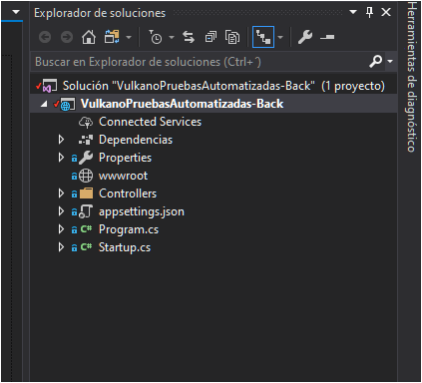 Explorador de soluciones
Buscar en Explorador de soluciones (Ctrl+´)
Solución "VulkanoPruebasAutomatizadas-Back" (1 proyecto)
VulkanoPruebasAutomatizadas-Back
Connected Services
Dependencias
Properties
wwwroot
Controllers
appsettings.json
C# Program.cs
C# Startup.cs
Herramientas de diagnóstico